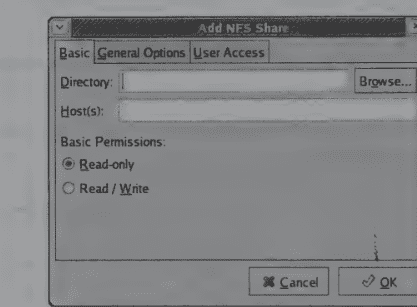 Add NFS Share
Basic General Options User Access
Directory: Browse...
Host(s):
Basic Permissions:
Read-only
Read / Write
Cancel OK